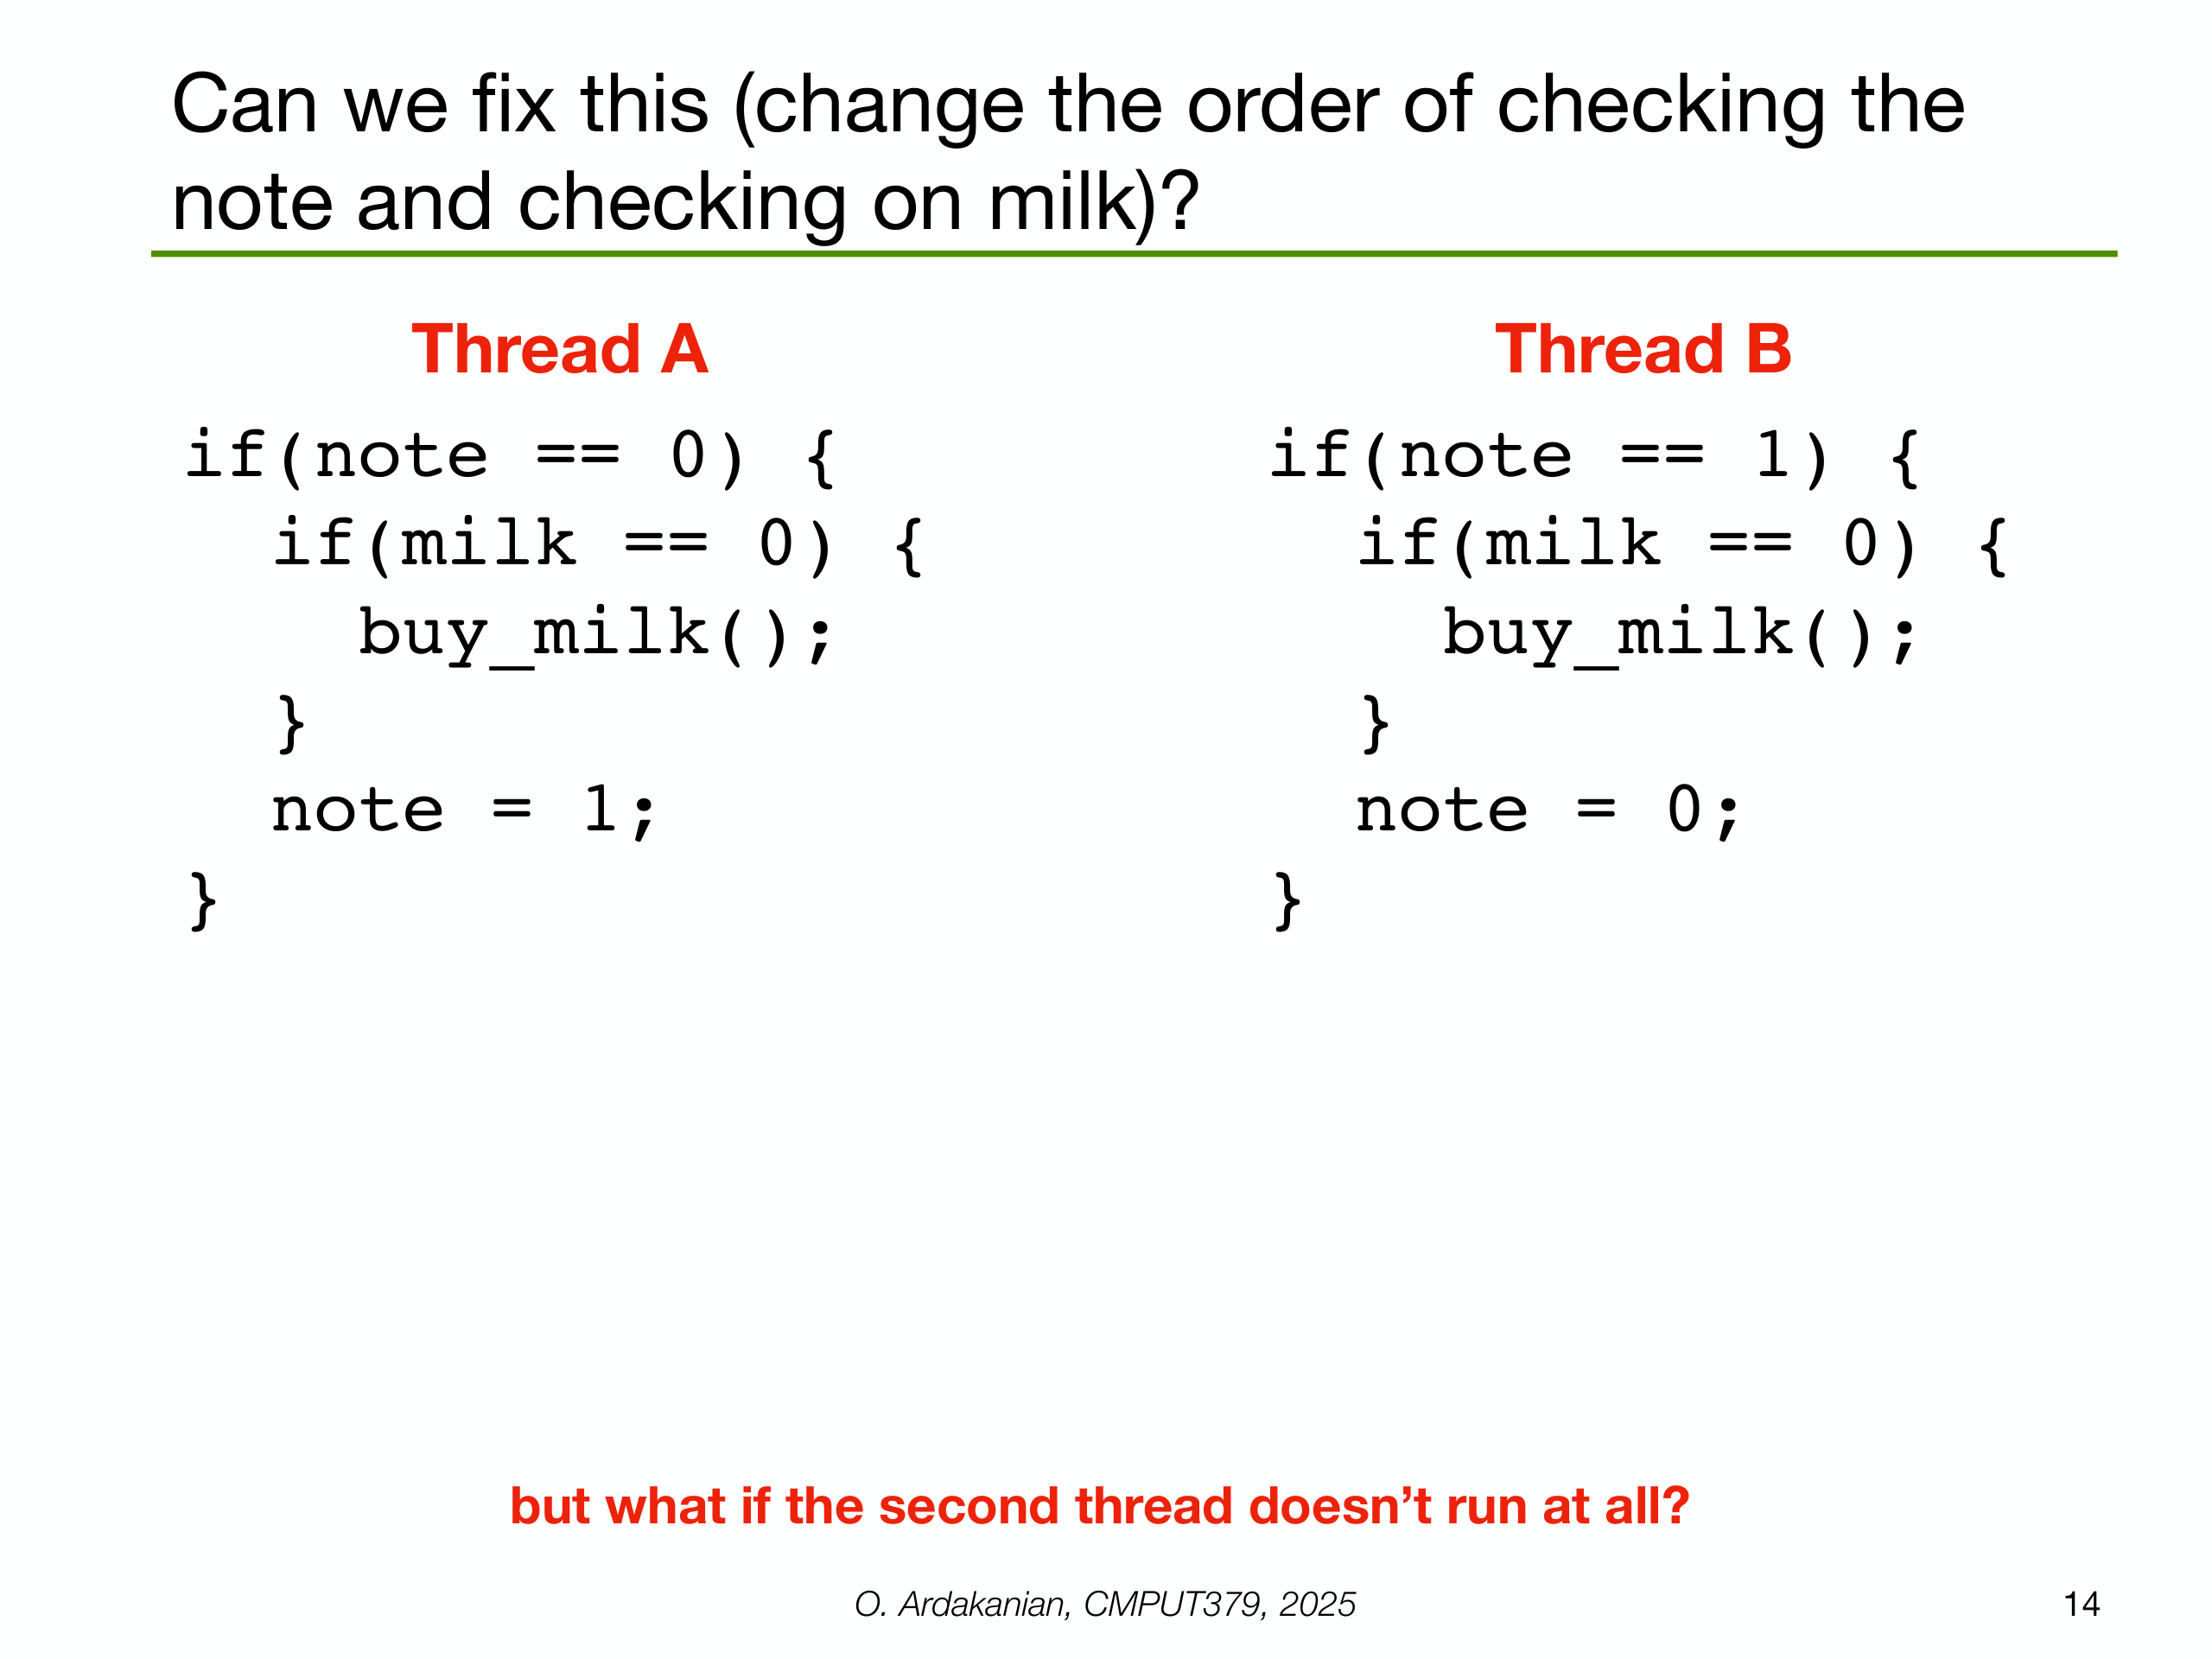 Can we fix this (change the order of checking the
note and checking on milk)?
Thread A
if(note == 0) {
  if(milk == 0) {
    buy_milk();
  }
  note = 1;
}
Thread B
if(note == 1) {
  if(milk == 0) {
    buy_milk();
  }
  note = 0;
}
but what if the second thread doesn’t run at all?
O. Ardakanian, CMPUT379, 2025
14